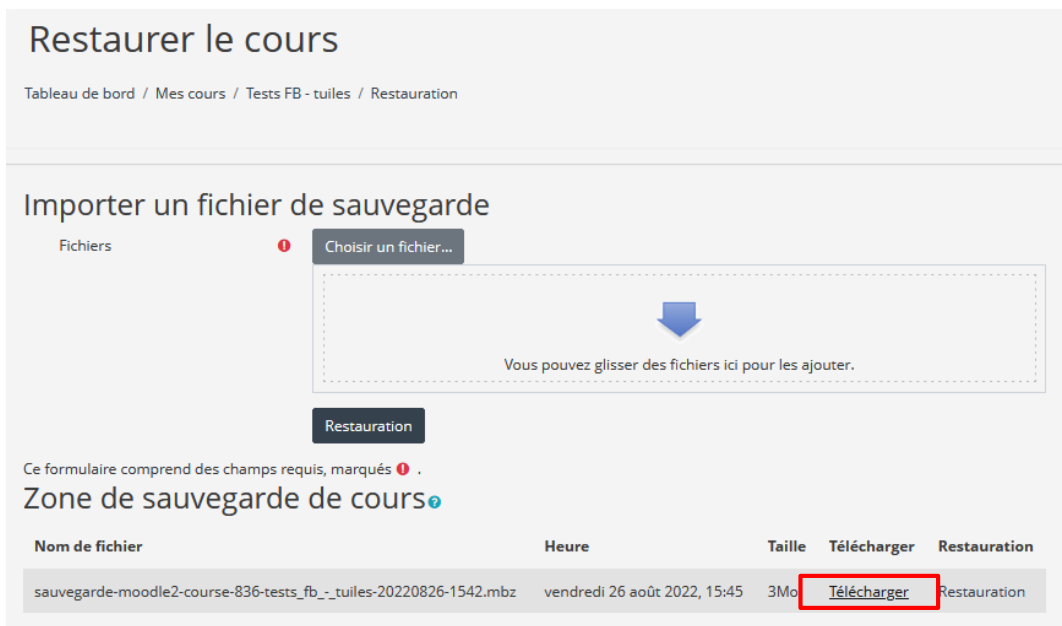 Restaurer le cours
Tableau de bord / Mes cours / Tests FB - tuiles / Restauration
Importer un fichier de sauvegarde
Fichiers
Choisir un fichier...
Vous pouvez glisser des fichiers ici pour les ajouter.
Restauration
Ce formulaire comprend des champs requis, marqués .
Zone de sauvegarde de cours
Nom de fichier Heure Taille Télécharger Restauration
sauvegarde-moodle2-course-836-tests_fb_-_tuiles-20220826-1542.mbz vendredi 26 août 2022, 15:45 3Mo Télécharger Restauration